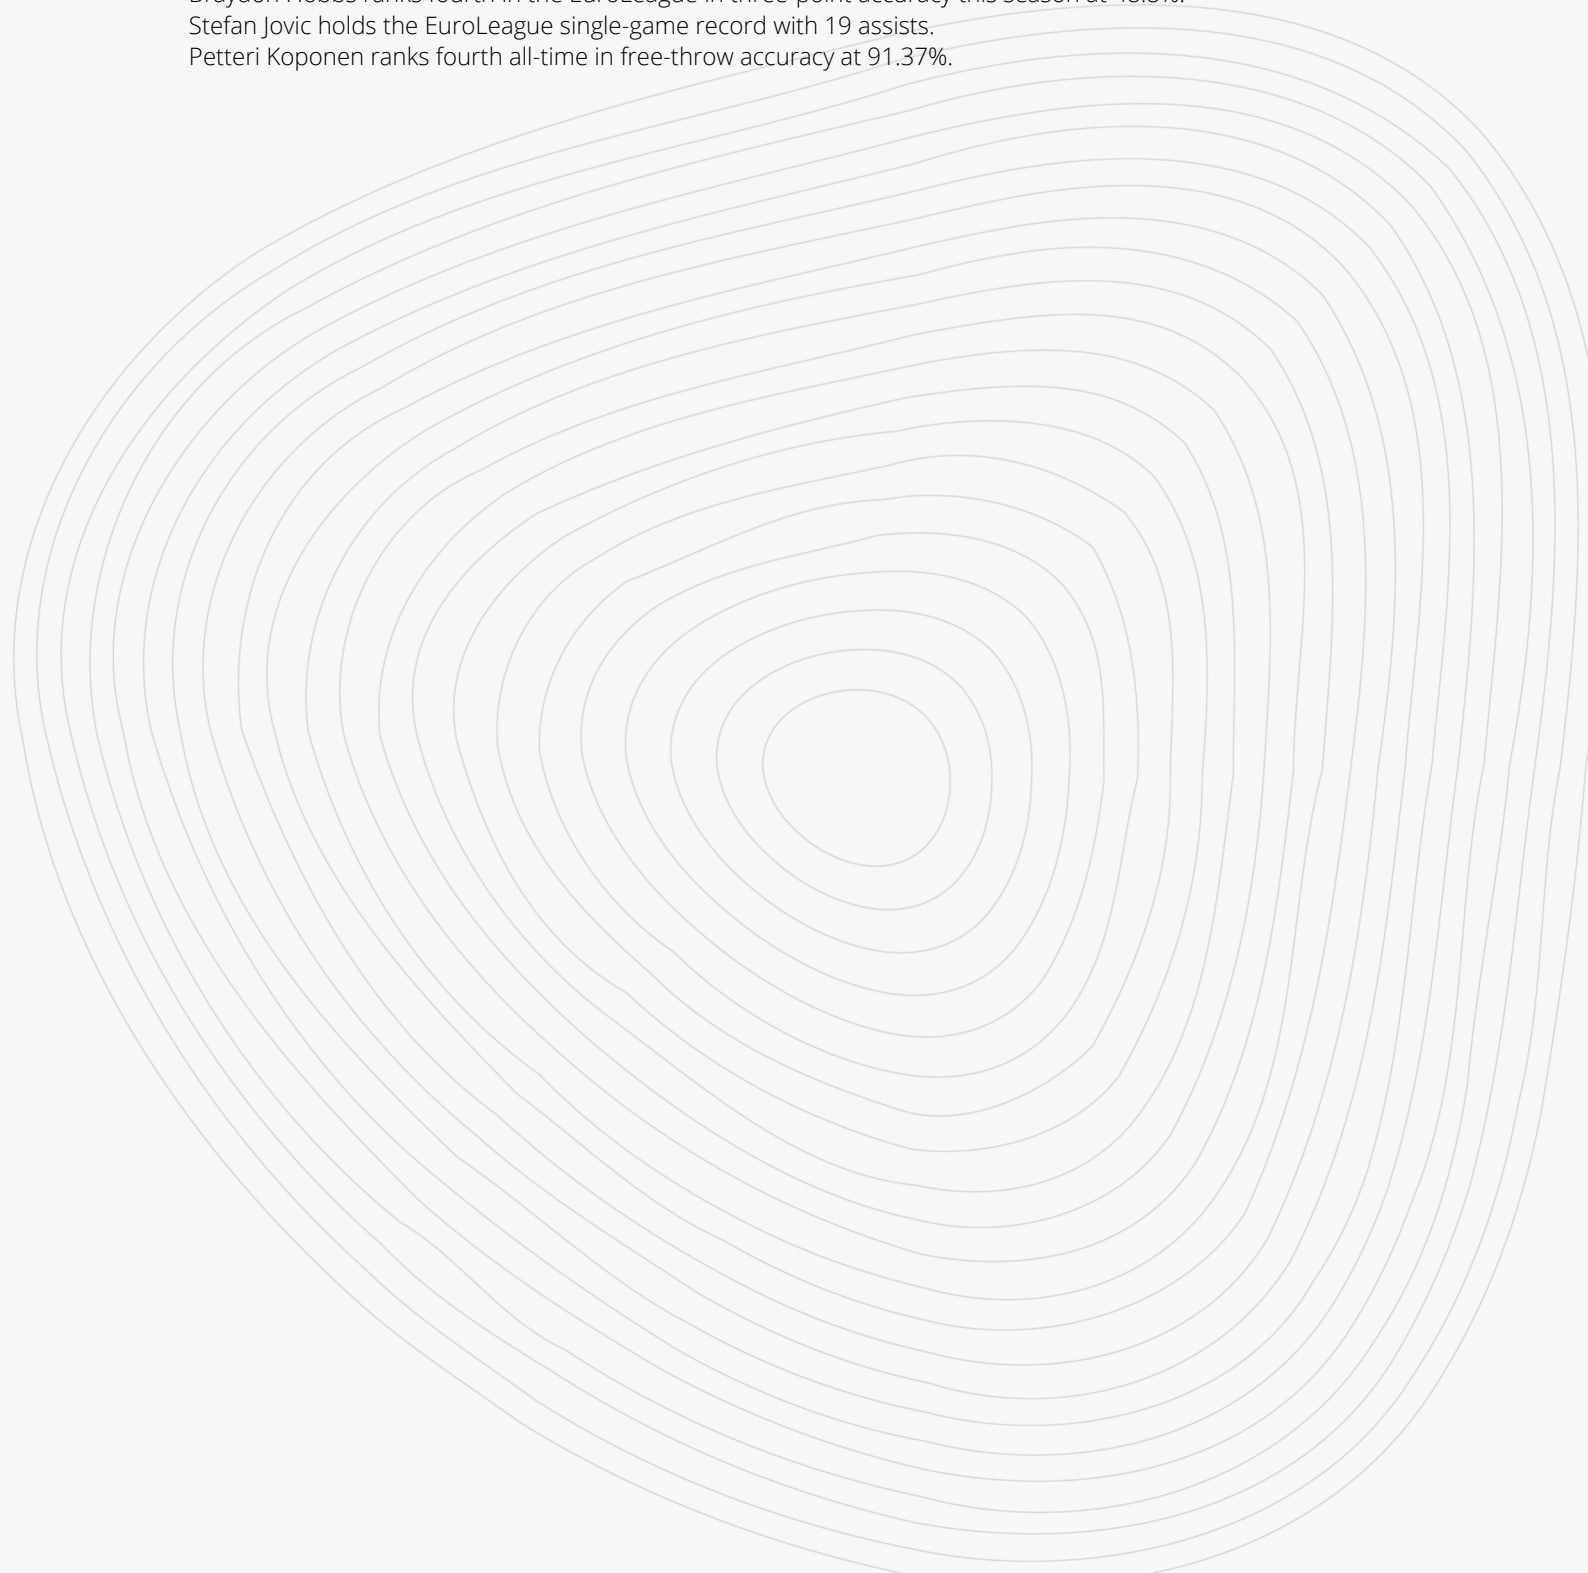 Braydon Hobbs ranks fourth in the EuroLeague in three-point accuracy this season at
Stefan Jovic holds the EuroLeague single-game record with 19 assists.
Petteri Koponen ranks fourth all-time in free-throw accuracy at 91.37%.